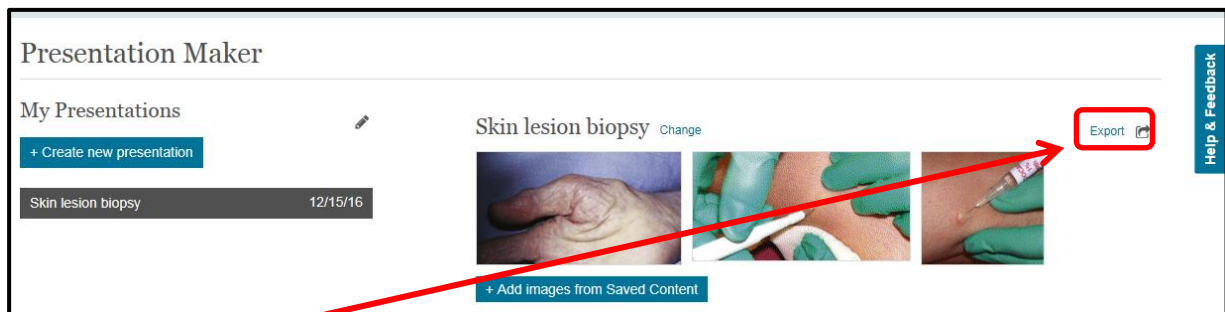 Presentation Maker
My Presentations
+ Create new presentation
Skin lesion biopsy 12/15/16
Skin lesion biopsy Change
Export
+ Add images from Saved Content
Help & Feedback